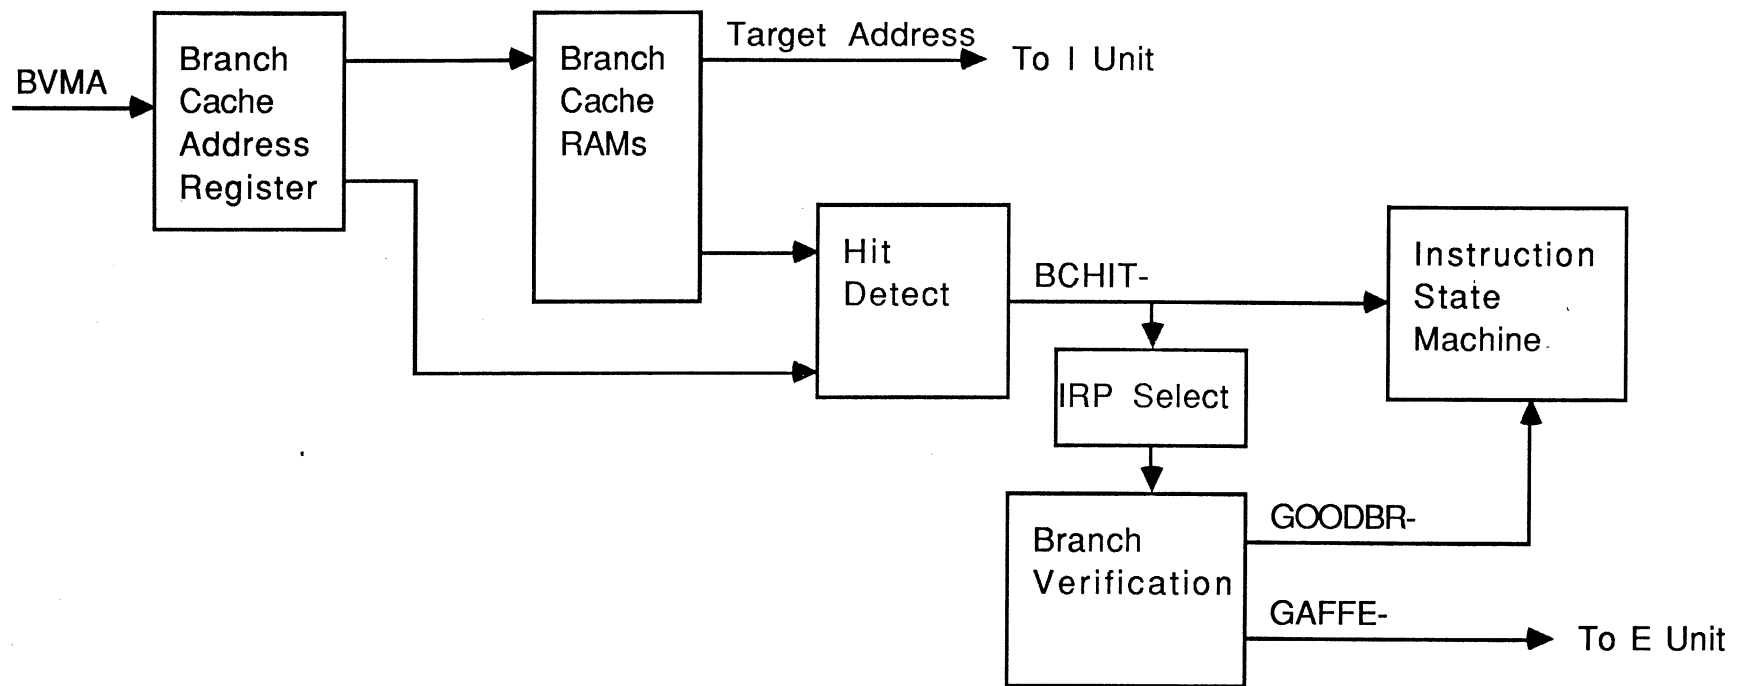 BVMA
Branch
Cache
Address
Register
Branch
Cache
RAMs
Target Address
To I Unit
Hit
Detect
BCHIT-
Instruction
State
Machine
IRP Select
Branch
Verification
GOODBR-
GAFFE-
To E Unit